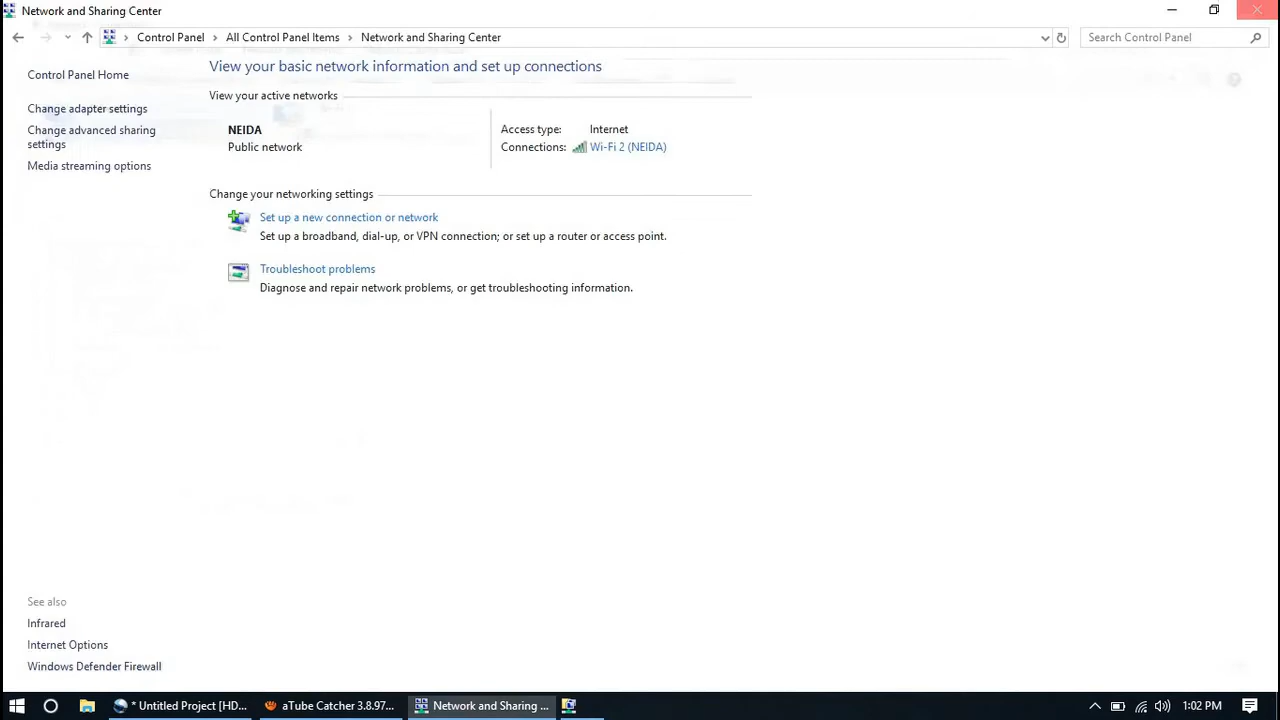 Network and Sharing Center
Control Panel > All Control Panel Items > Network and Sharing Center
Search Control Panel
Control Panel Home
Change adapter settings
Change advanced sharing
settings
Media streaming options
View your basic network information and set up connections
View your active networks
NEIDA
Public network
Access type: Internet
Connections: Wi-Fi 2 (NEIDA)
Change your networking settings
Set up a new connection or network
Set up a broadband, dial-up, or VPN connection; or set up a router or access point.
Troubleshoot problems
Diagnose and repair network problems, or get troubleshooting information.
See also
Infrared
Internet Options
Windows Defender Firewall
* Untitled Project [HD...
aTube Catcher 3.8.97...
Network and Sharing ...
1:02 PM